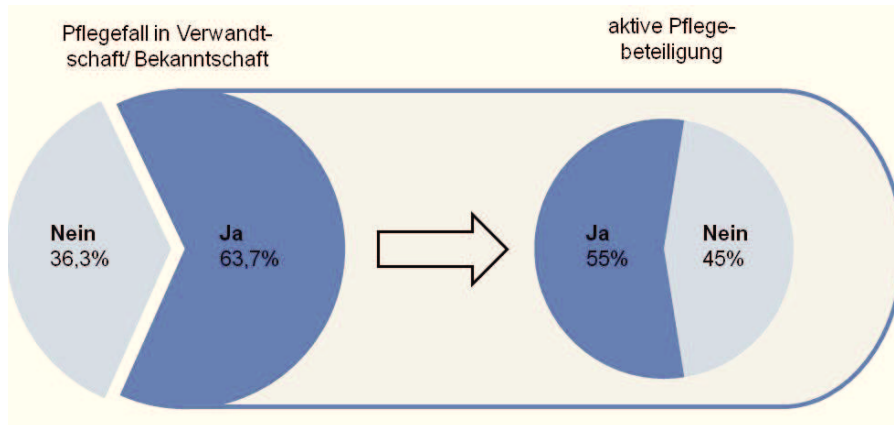 Pflegefall in Verwandt-
schaft/ Bekanntschaft
aktive Pflege-
beteiligung
Nein
36,3%
Ja
63,7%
Ja
55%
Nein
45%